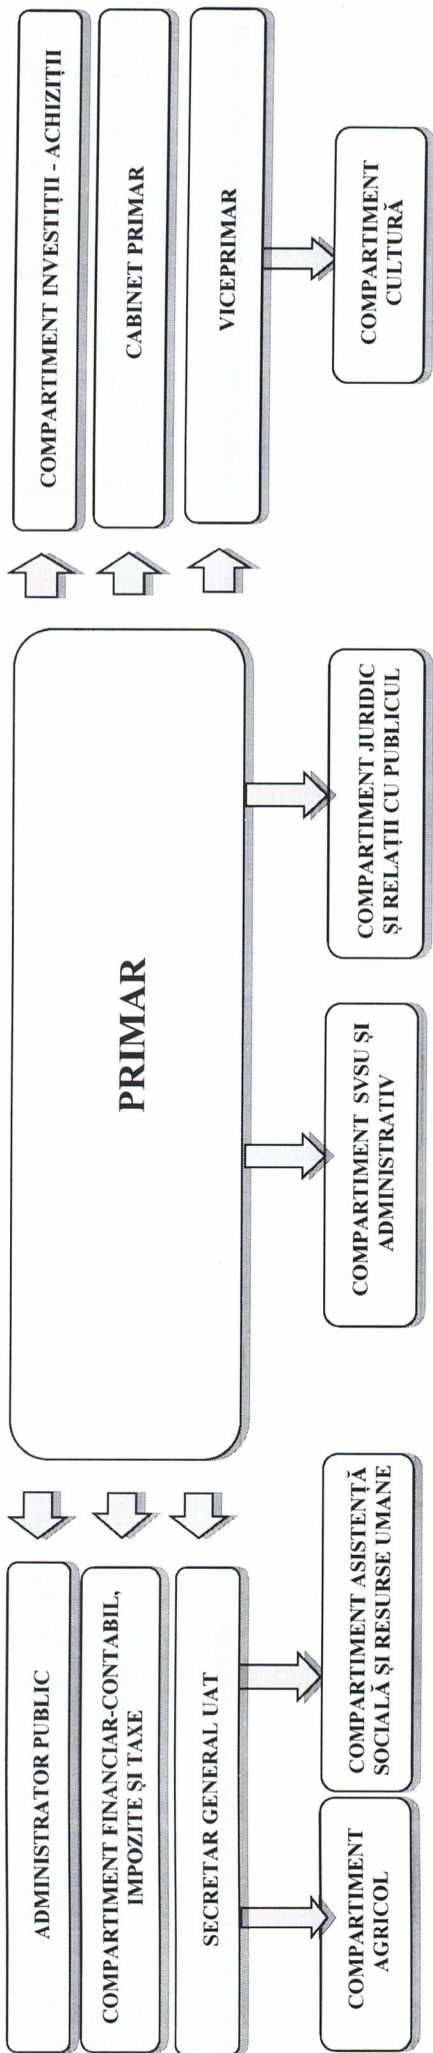 ADMINISTRATOR PUBLIC
COMPARTIMENT FINANCIAR-CONTABIL,
IMPOZITE ȘI TAXE
SECRETAR GENERAL UAT
COMPARTIMENT
AGRICOL
COMPARTIMENT ASISTENȚĂ
SOCIALĂ ȘI RESURSE UMANE
PRIMAR
COMPARTIMENT SVSU ȘI
ADMINISTRATIV
COMPARTIMENT JURIDIC
ȘI RELAȚII CU PUBLICUL
COMPARTIMENT INVESTIȚII - ACHIZIȚII
CABINET PRIMAR
VICEPRIMAR
COMPARTIMENT
CULTURĂ